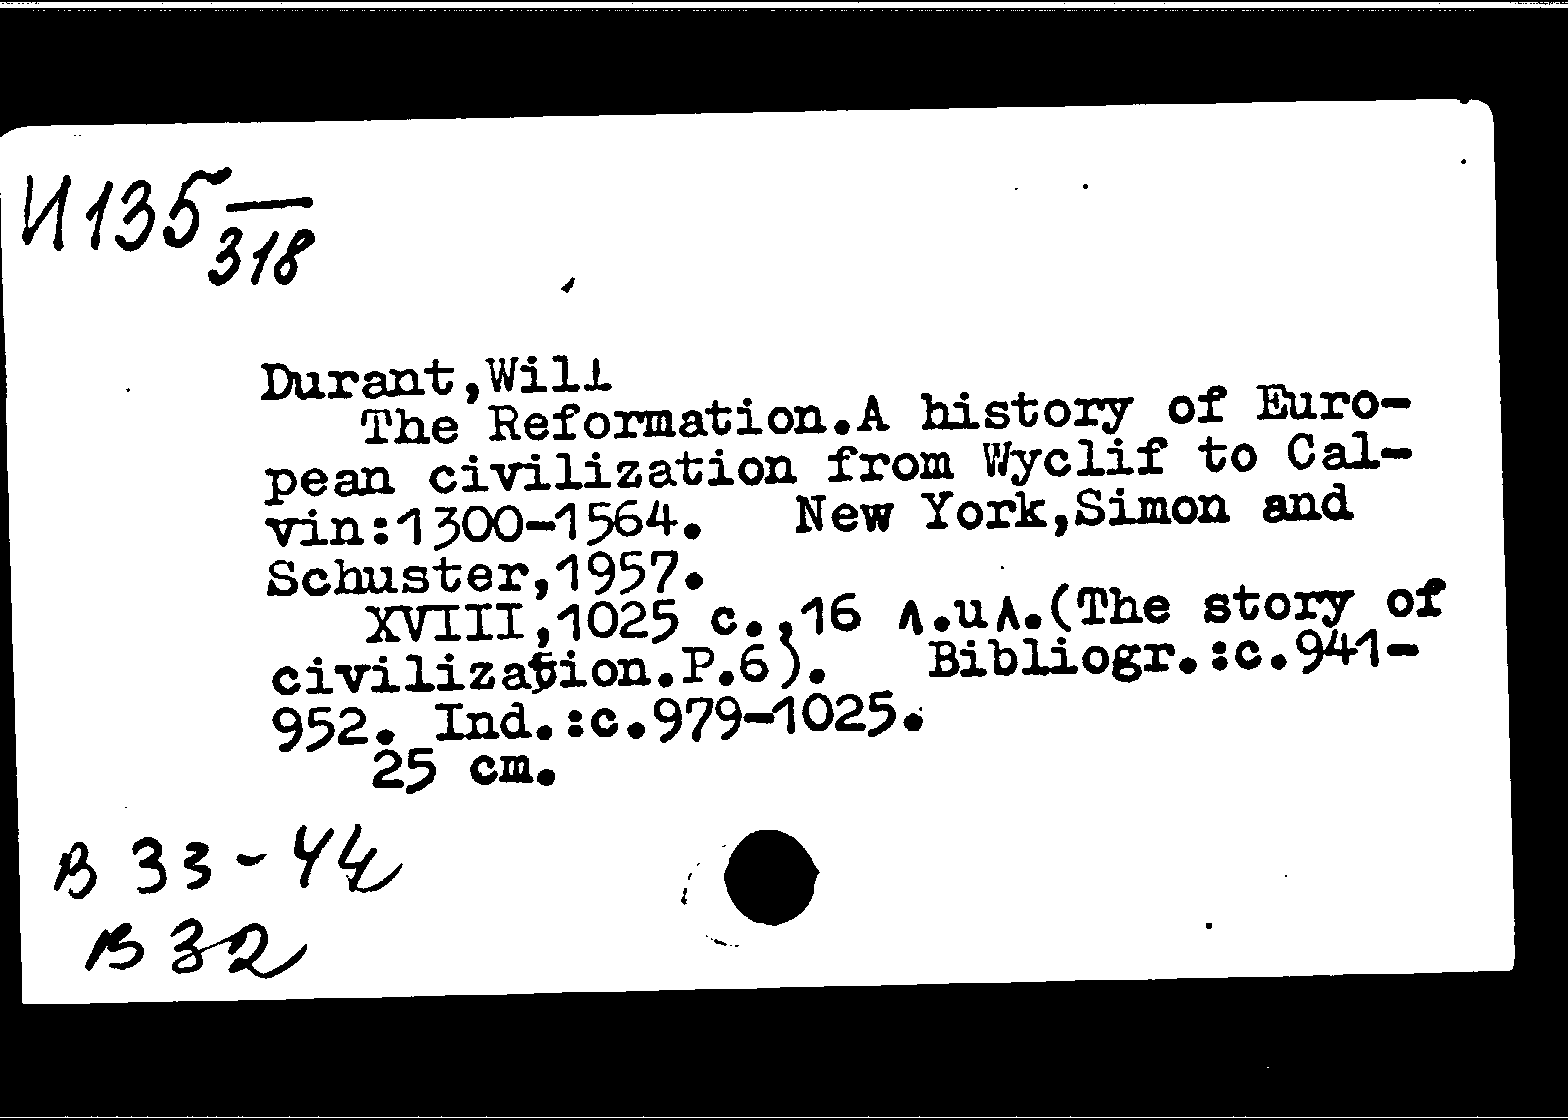 И135—
318
Durant,Will
The Reformation.A history of Euro-
pean civilization from Wyclif to Cal-
vin:1300-1564. New York,Simon and
Schuster,1957.
XVIII,1025 c.,16 л.ил.(The story of
civilization.P.6). Bibliogr.:c.941-
952. Ind.:c.979-1025.
25 cm.
В 33-44
В 32